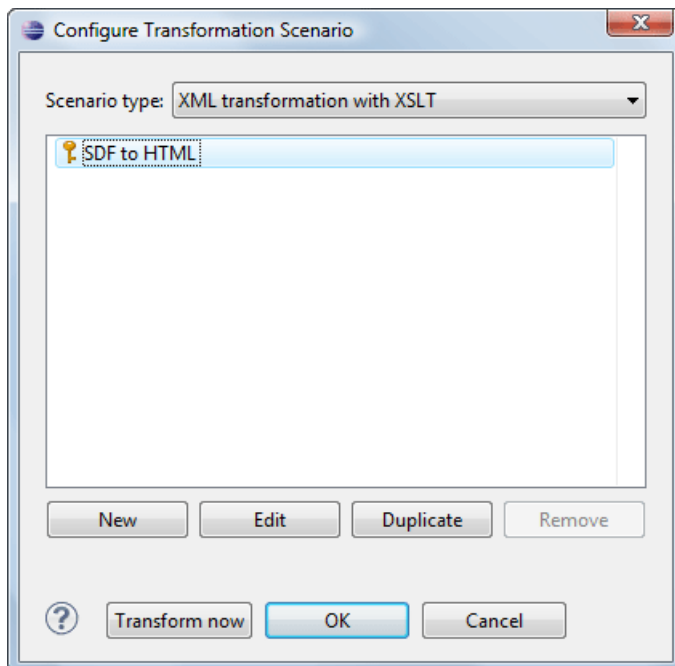 Configure Transformation Scenario
Scenario type: XML transformation with XSLT
SDF to HTML
New Edit Duplicate Remove
? Transform now OK Cancel